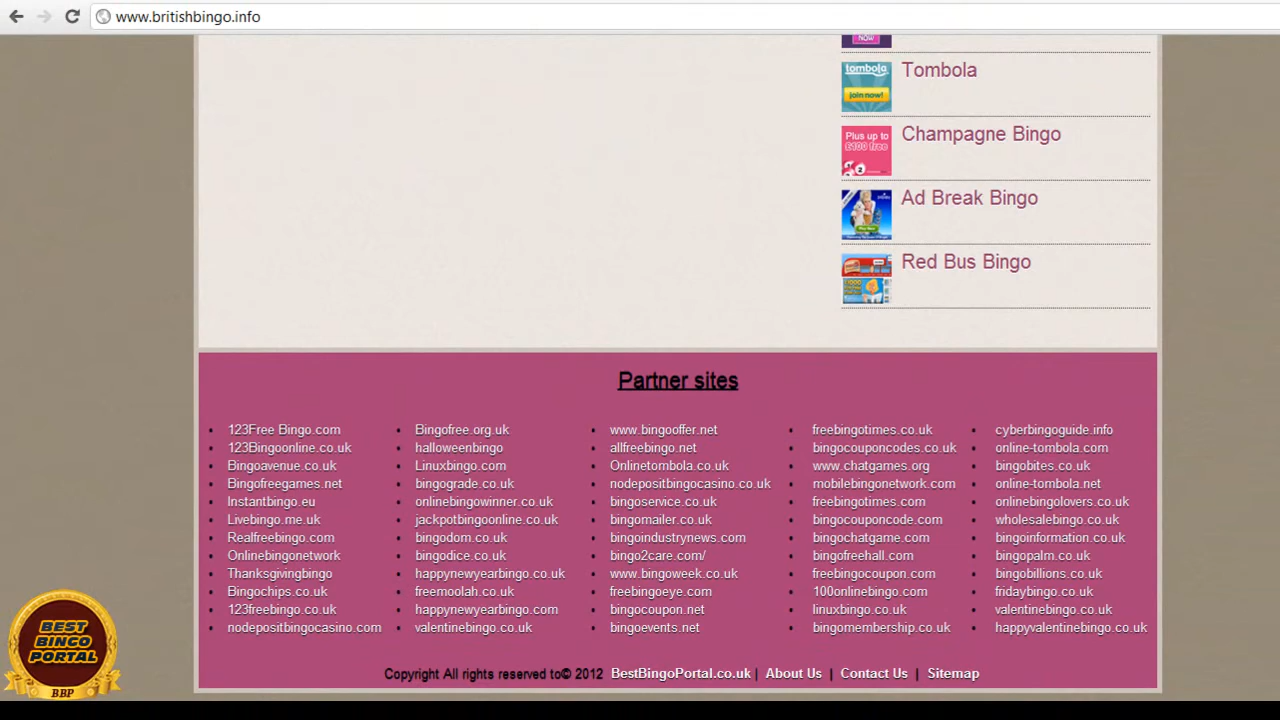 www.britishbingo.info
NOW
tombola
join now!
Tombola
Plus up to
£100 free
Champagne Bingo
Ad Break Bingo
Red Bus Bingo
Partner sites
123Free Bingo.com
123Bingoonline.co.uk
Bingoavenue.co.uk
Bingofreegames.net
Instantbingo.eu
Livebingo.me.uk
Realfreebingo.com
Onlinebingonetwork
Thanksgivingbingo
Bingochips.co.uk
123freebingo.co.uk
nodepositbingocasino.com
Bingofree.org.uk
halloweenbingo
Linuxbingo.com
bingograde.co.uk
onlinebingowinner.co.uk
jackpotbingoonline.co.uk
bingodom.co.uk
bingodice.co.uk
happynewyearbingo.co.uk
freemoolah.co.uk
happynewyearbingo.com
valentinebingo.co.uk
www.bingooffer.net
allfreebingo.net
Onlinetombola.co.uk
nodepositbingocasino.co.uk
bingoservice.co.uk
bingomailer.co.uk
bingoindustrynews.com
bingo2care.com/
www.bingoweek.co.uk
freebingoeye.com
bingocoupon.net
bingoevents.net
freebingotimes.co.uk
bingocouponcodes.co.uk
www.chatgames.org
mobilebingonetwork.com
freebingotimes.com
bingocouponcode.com
bingochatgame.com
bingofreehall.com
freebingocoupon.com
100onlinebingo.com
linuxbingo.co.uk
bingomembership.co.uk
cyberbingoguide.info
online-tombola.com
bingobites.co.uk
online-tombola.net
onlinebingolovers.co.uk
wholesalebingo.co.uk
bingoinformation.co.uk
bingopalm.co.uk
bingobillions.co.uk
fridaybingo.co.uk
valentinebingo.co.uk
happyvalentinebingo.co.uk
BEST
BINGO
PORTAL
BBP
Copyright All rights reserved to© 2012 BestBingoPortal.co.uk | About Us | Contact Us | Sitemap